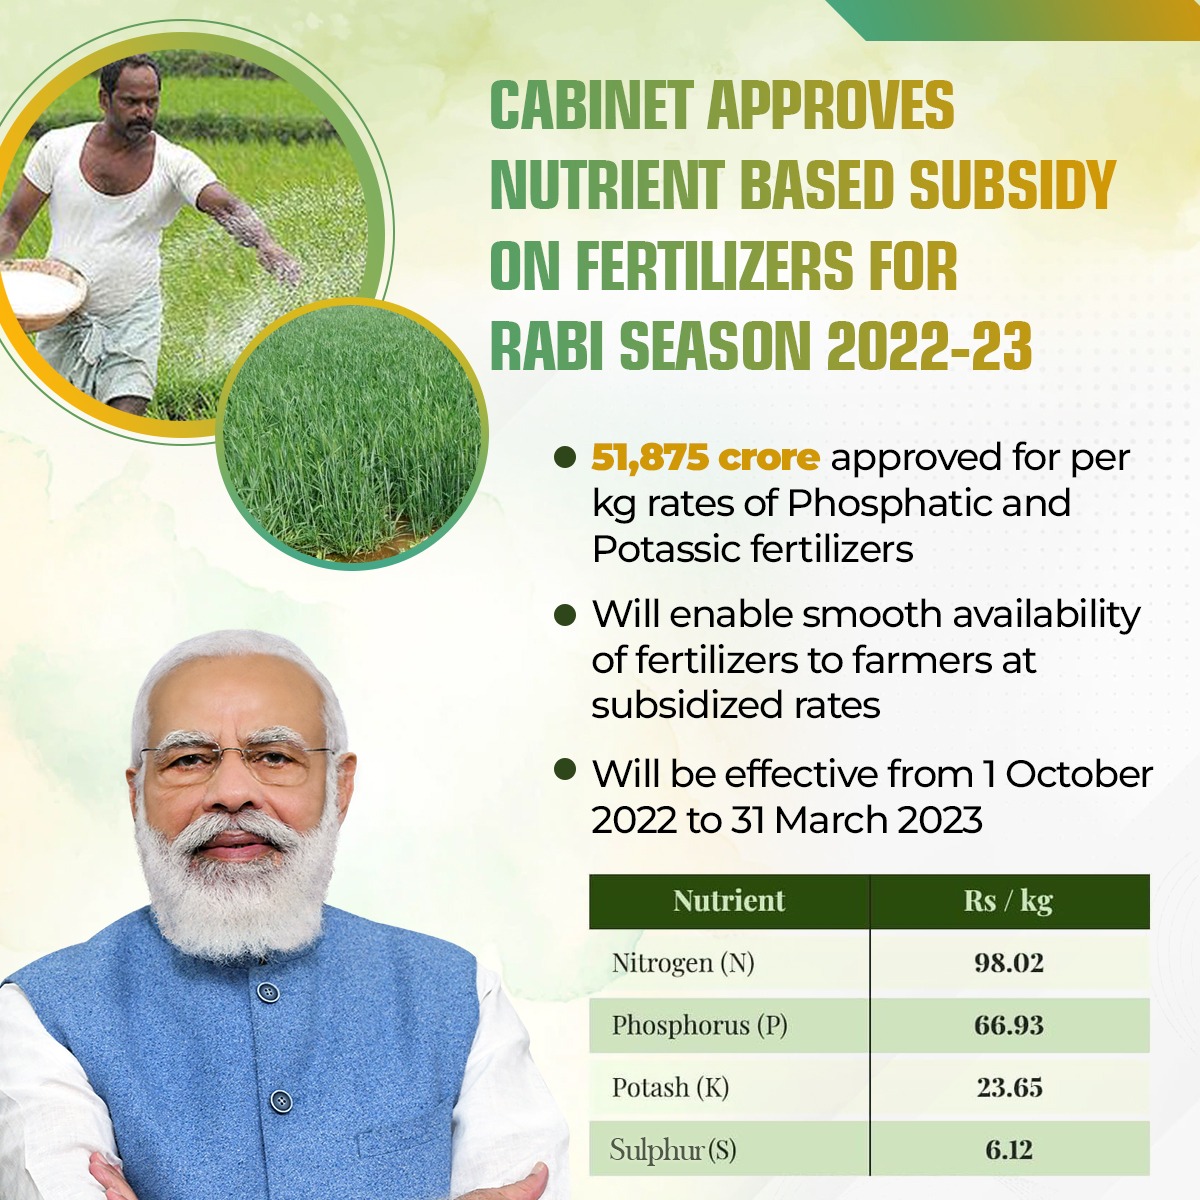 CABINET APPROVES
NUTRIENT BASED SUBSIDY
ON FERTILIZERS FOR
RABI SEASON 2022-23
51,875 crore approved for per
kg rates of Phosphatic and
Potassic fertilizers
Will enable smooth availability
of fertilizers to farmers at
subsidized rates
Will be effective from 1 October
2022 to 31 March 2023
Nutrient Rs / kg
Nitrogen (N) 98.02
Phosphorus (P) 66.93
Potash (K) 23.65
Sulphur (S) 6.12